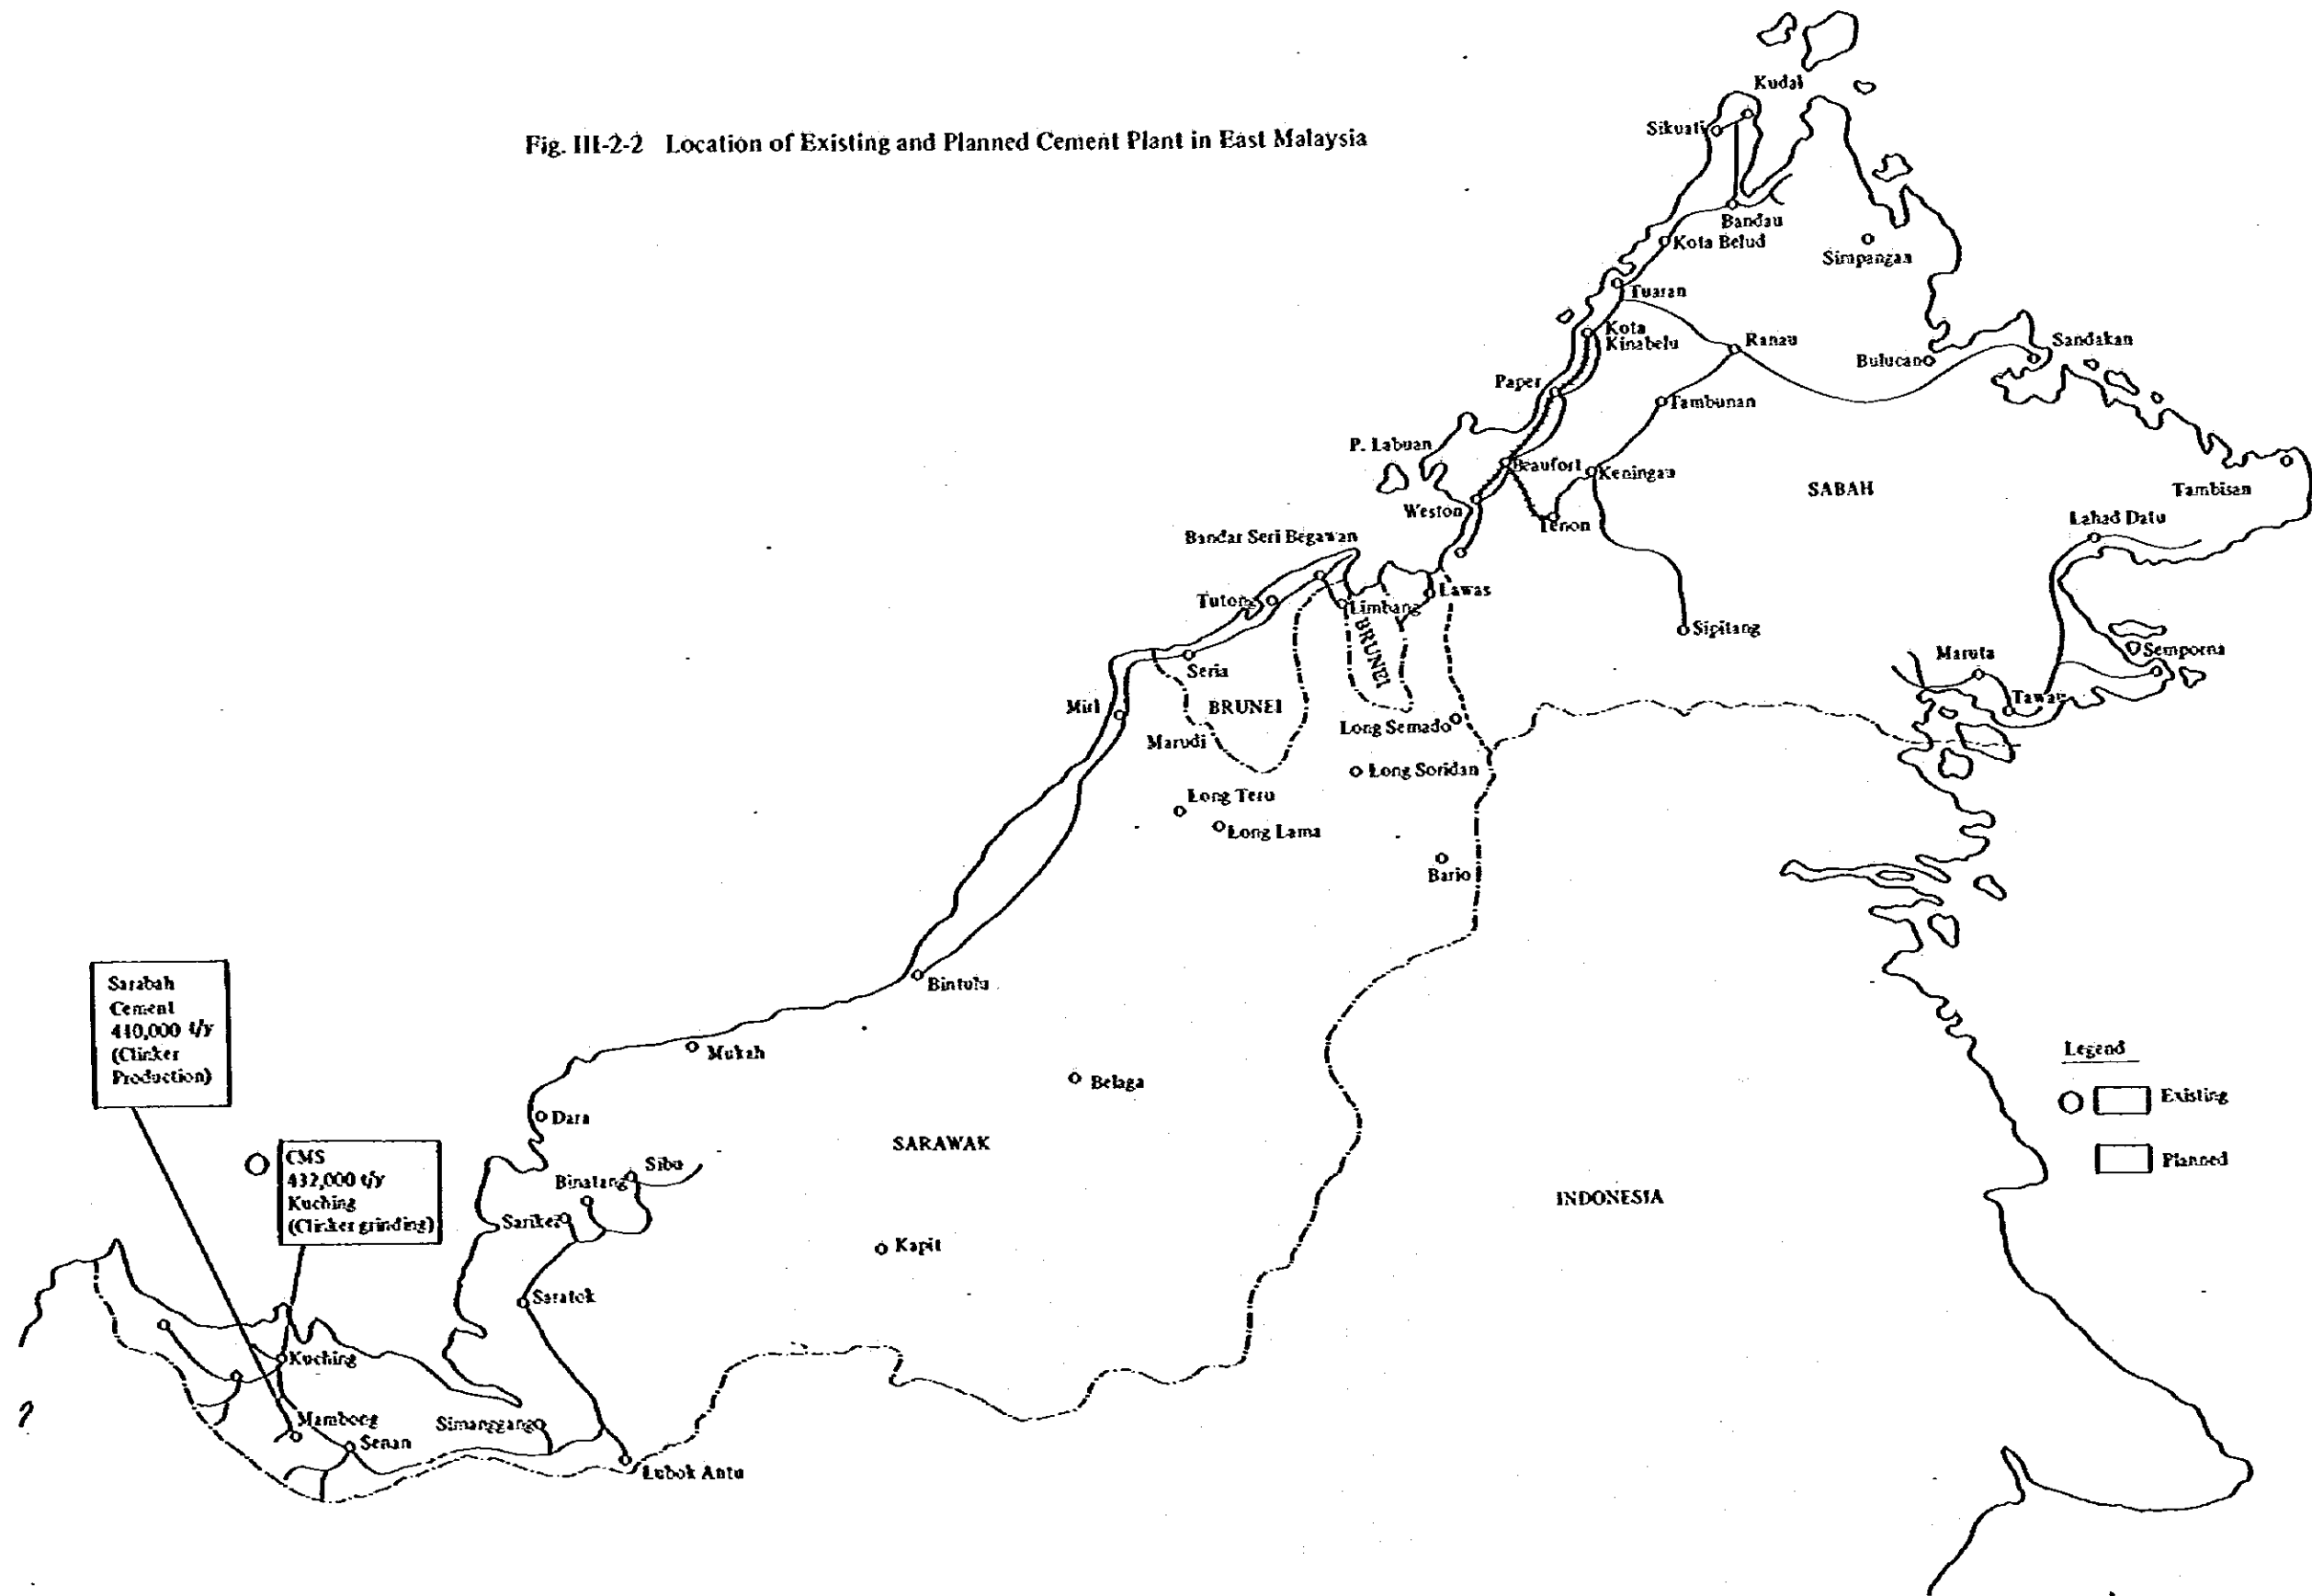 Fig. III-2-2 Location of Existing and Planned Cement Plant in East Malaysia
Kudal
Sikuati
Bandau
Kota Belud
Simpangan
Tuaran
Kota
Kinabelu
Ranau
Sandakan
Bulucan
Paper
Tambunan
P. Labuan
Beaufort
Keningau
SABAH
Tambisan
Weston
Tenon
Lahad Datu
Bandar Seri Begawan
Lawas
Tutong
Limbang
Sipitang
BRUNEI
Semporna
Maruta
Seria
Miri
BRUNEI
Tawan
Long Semado
Marudi
Long Soridan
Long Teru
Long Lama
Bario
Bintulu
Sarabah
Cement
440,000 t/y
(Clinker
Production)
Mukah
Legend
Belaga
Existing
Dara
SARAWAK
Planned
CMS
432,000 t/y
Kuching
(Clinker grinding)
Sibu
Binatang
INDONESIA
Sarikei
Kapit
Saratok
Kuching
Mambong
Simanggang
Senan
Lubok Antu